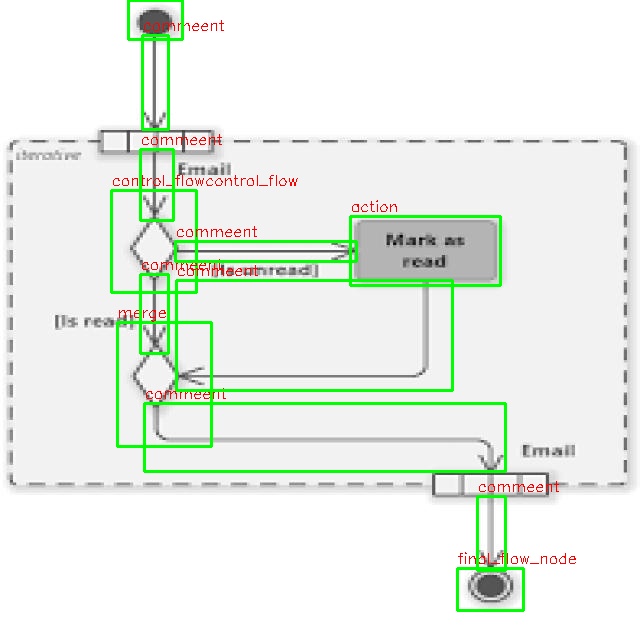 commeent
commeent
iterative
Email
control_flowcontrol_flow
action
commeent
Mark as
read
commeent
commeent
[Is unread]
merge
[Is read]
commeent
Email
commeent
final_flow_node